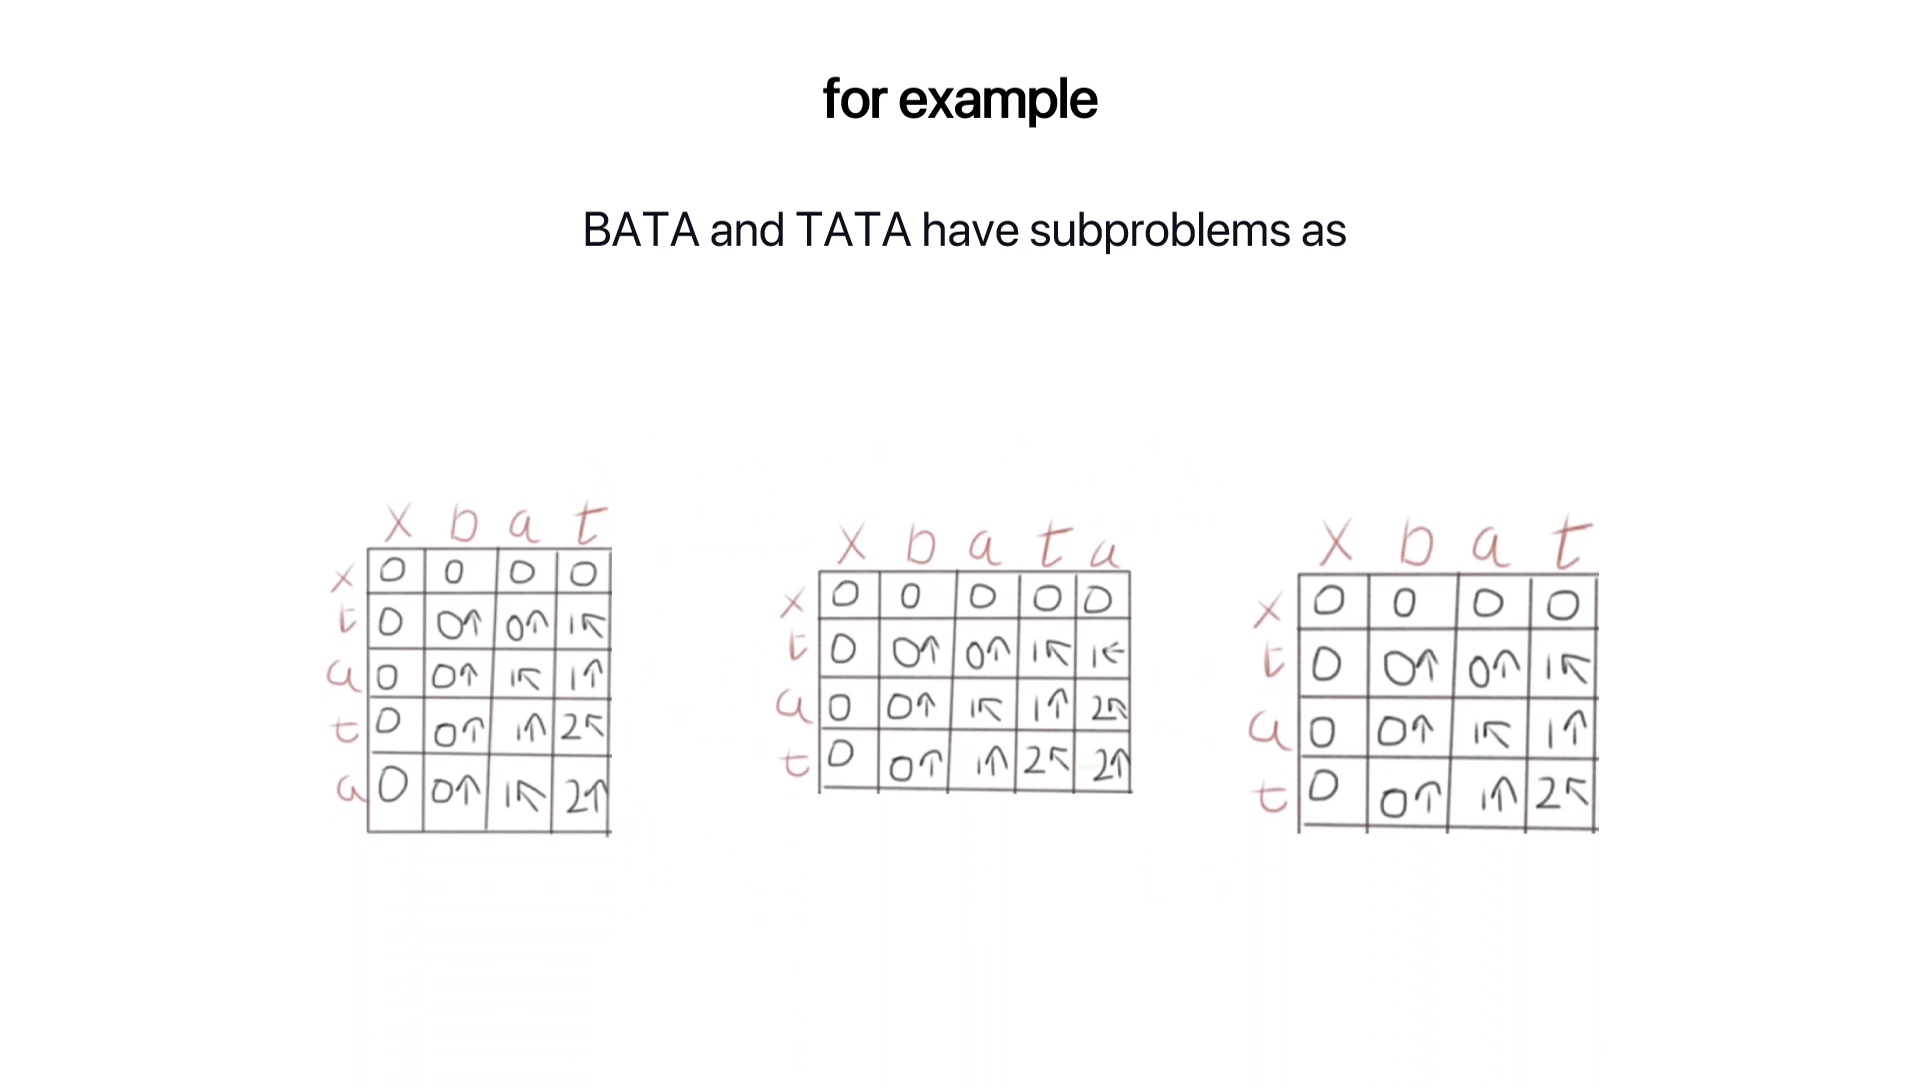 for example
BATA and TATA have subproblems as
x b a t
x 0 0 0 0
t 0 0↑ 0↑ 1↖
a 0 0↑ 1↖ 1↑
t 0 0↑ 1↑ 2↖
a 0 0↑ 1↖ 2↑
x b a t a
x 0 0 0 0 0
t 0 0↑ 0↑ 1↖ 1←
a 0 0↑ 1↖ 1↑ 2↖
t 0 0↑ 1↑ 2↖ 2↑
x b a t
x 0 0 0 0
t 0 0↑ 0↑ 1↖
a 0 0↑ 1↖ 1↑
t 0 0↑ 1↑ 2↖